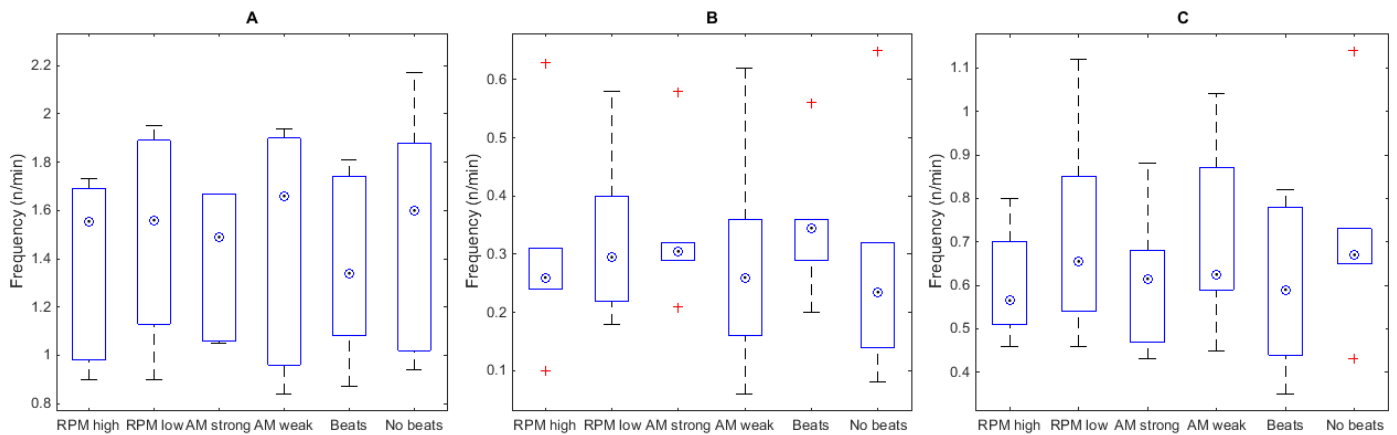 A
Frequency (n/min)
2.2
2
1.8
1.6
1.4
1.2
1
0.8
RPM high RPM low AM strong AM weak Beats No beats
B
Frequency (n/min)
0.6
0.5
0.4
0.3
0.2
0.1
RPM high RPM low AM strong AM weak Beats No beats
C
Frequency (n/min)
1.1
1
0.9
0.8
0.7
0.6
0.5
0.4
RPM high RPM low AM strong AM weak Beats No beats